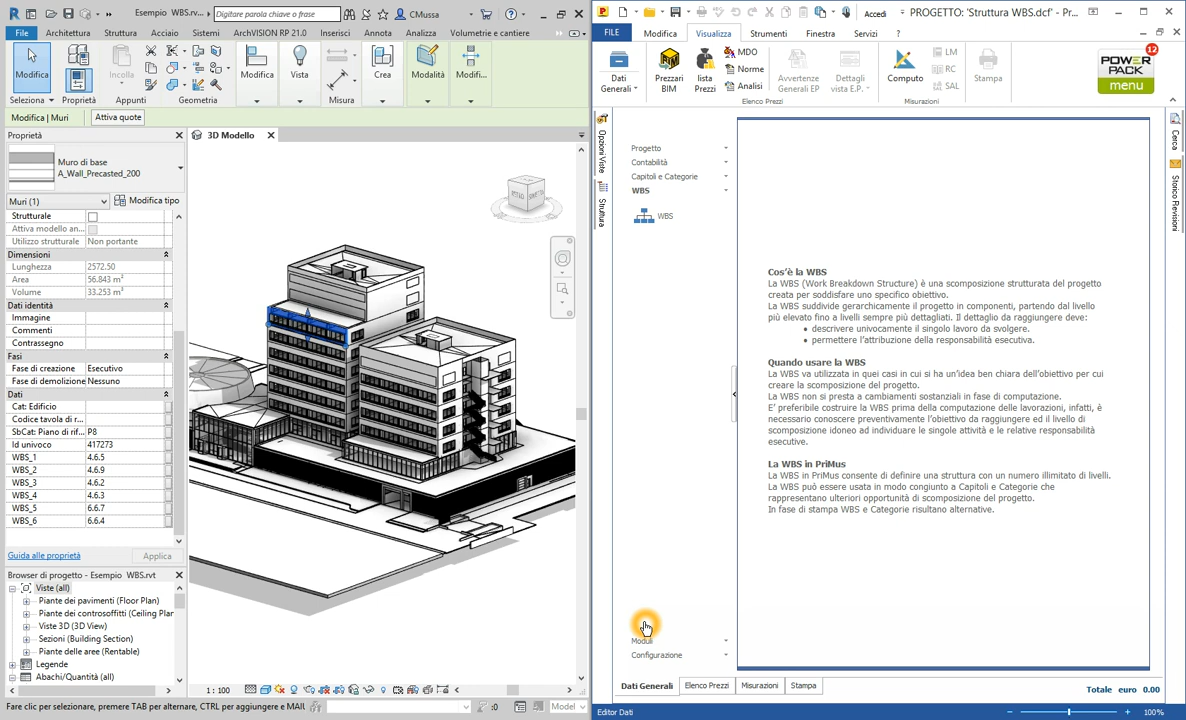 Esempio WBS.rv...
Digitare parola chiave o frase
CMussa
File
Architettura
Struttura
Acciaio
Sistemi
ArchVISION RP 21.0
Inserisci
Annota
Analizza
Volumetrie e cantiere
Modifica
Incolla
Modifica
Vista
Crea
Modalità
Modifi...
Seleziona
Proprietà
Appunti
Geometria
Misura
Modifica | Muri
Attiva quote
Proprietà
3D Modello
Muro di base
A_Wall_Precasted_200
Muri (1)
Modifica tipo
Strutturale
Attiva modello an...
Utilizzo strutturale
Non portante
Dimensioni
Lunghezza
2572.50
Area
56.843 m²
Volume
33.253 m³
Dati identità
Immagine
Commenti
Contrassegno
Fasi
Fase di creazione
Esecutivo
Fase di demolizione
Nessuno
Dati
Cat: Edificio
Codice tavola di r...
SbCat: Piano di rif...
P8
Id univoco
417273
WBS_1
4.6.5
WBS_2
4.6.9
WBS_3
4.6.2
WBS_4
4.6.3
WBS_5
6.6.7
WBS_6
6.6.4
Guida alle proprietà
Applica
Browser di progetto - Esempio WBS.rvt
Viste (all)
Piante dei pavimenti (Floor Plan)
Piante dei controsoffitti (Ceiling Plan
Viste 3D (3D View)
Sezioni (Building Section)
Piante delle aree (Rentable)
Legende
Abachi/Quantità (all)
1 : 100
Fare clic per selezionare, premere TAB per alternare, CTRL per aggiungere e MAIU
:0
Model
Accedi
PROGETTO: 'Struttura WBS.dcf' - Pr...
FILE
Modifica
Visualizza
Strumenti
Finestra
Servizi
?
Dati
Generali
Prezzari
BIM
lista
Prezzi
MDO
Norme
Analisi
Avvertenze
Generali EP
Dettagli
vista E.P.
Computo
LM
RC
SAL
Stampa
Elenco Prezzi
Misurazioni
12
POWER
PACK
menu
Opzioni Viste
Struttura
Cerca
Storico Revisioni
Progetto
Contabilità
Capitoli e Categorie
WBS
WBS
Cos'è la WBS
La WBS (Work Breakdown Structure) è una scomposizione strutturata del progetto
creata per soddisfare uno specifico obiettivo.
La WBS suddivide gerarchicamente il progetto in componenti, partendo dal livello
più elevato fino a livelli sempre più dettagliati. Il dettaglio da raggiungere deve:
• descrivere univocamente il singolo lavoro da svolgere.
• permettere l'attribuzione della responsabilità esecutiva.
Quando usare la WBS
La WBS va utilizzata in quei casi in cui si ha un'idea ben chiara dell'obiettivo per cui
creare la scomposizione del progetto.
La WBS non si presta a cambiamenti sostanziali in fase di computazione.
E' preferibile costruire la WBS prima della computazione delle lavorazioni, infatti, è
necessario conoscere preventivamente l'obiettivo da raggiungere ed il livello di
scomposizione idoneo ad individuare le singole attività e le relative responsabilità
esecutive.
La WBS in PriMus
La WBS in PriMus consente di definire una struttura con un numero illimitato di livelli.
La WBS può essere usata in modo congiunto a Capitoli e Categorie che
rappresentano ulteriori opportunità di scomposizione del progetto.
In fase di stampa WBS e Categorie risultano alternative.
Moduli
Configurazione
Dati Generali
Elenco Prezzi
Misurazioni
Stampa
Totale euro 0.00
Editor Dati
100%